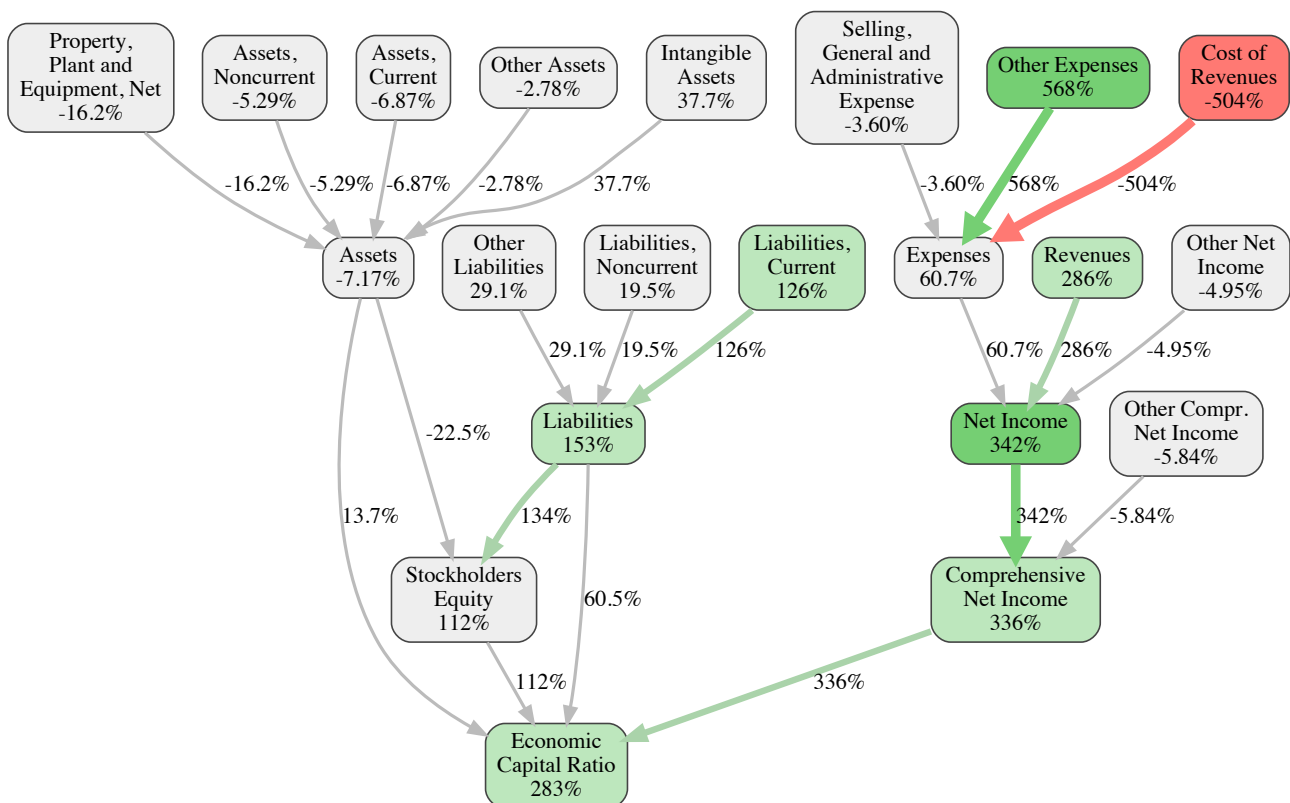 Property,
Plant and
Equipment, Net
-16.2%
Assets,
Noncurrent
-5.29%
Assets,
Current
-6.87%
Other Assets
-2.78%
Intangible
Assets
37.7%
Selling,
General and
Administrative
Expense
-3.60%
Other Expenses
568%
Cost of
Revenues
-504%
-16.2%
-5.29%
-6.87%
-2.78%
37.7%
-3.60%
568%
-504%
Assets
-7.17%
Other
Liabilities
29.1%
Liabilities,
Noncurrent
19.5%
Liabilities,
Current
126%
Expenses
60.7%
Revenues
286%
Other Net
Income
-4.95%
29.1%
19.5%
126%
60.7%
286%
-4.95%
-22.5%
Liabilities
153%
Net Income
342%
Other Compr.
Net Income
-5.84%
13.7%
134%
342%
-5.84%
Stockholders
Equity
112%
60.5%
Comprehensive
Net Income
336%
112%
336%
Economic
Capital Ratio
283%